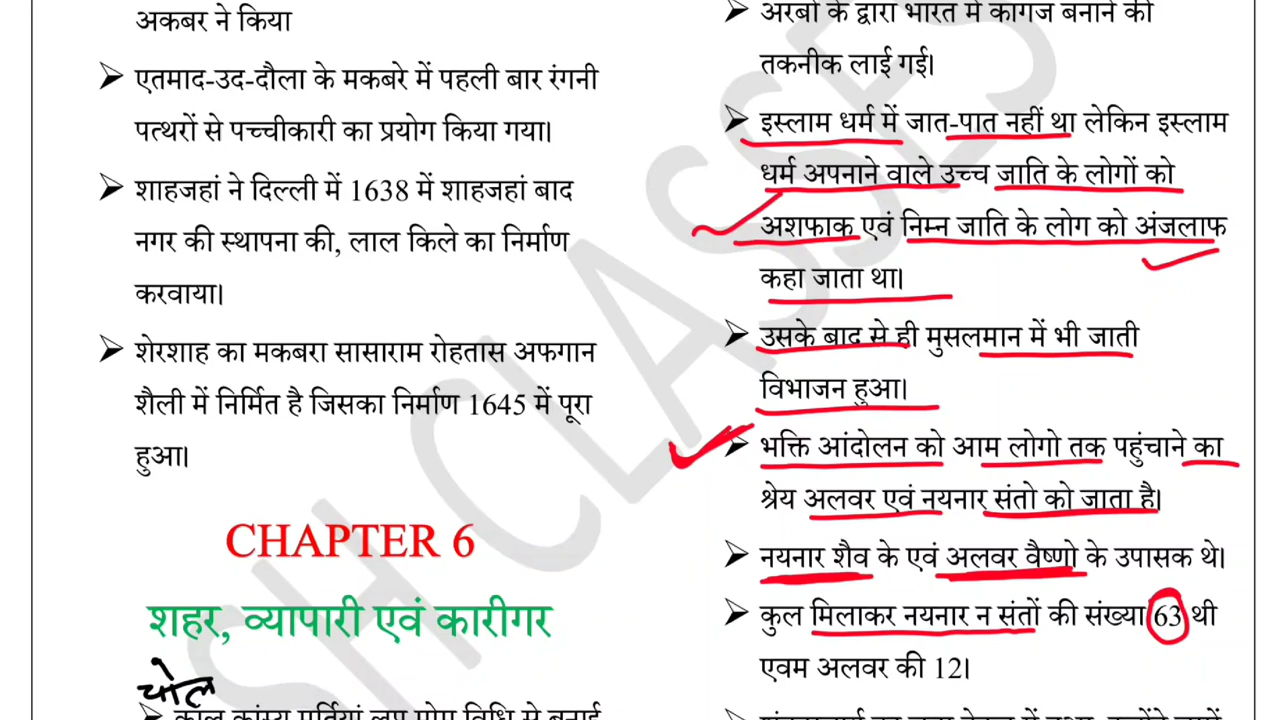 अकबर ने किया
➢ एतमाद-उद-दौला के मकबरे में पहली बार रंगनी
पत्थरों से पच्चीकारी का प्रयोग किया गया।
➢ शाहजहां ने दिल्ली में 1638 में शाहजहां बाद
नगर की स्थापना की, लाल किले का निर्माण
करवाया।
➢ शेरशाह का मकबरा सासाराम रोहतास अफगान
शैली में निर्मित है जिसका निर्माण 1645 में पूरा
हुआ।
CHAPTER 6
शहर, व्यापारी एवं कारीगर
चोल
➢ अरबों के द्वारा भारत में कागज बनाने की
तकनीक लाई गई।
➢ इस्लाम धर्म में जात-पात नहीं था लेकिन इस्लाम
धर्म अपनाने वाले उच्च जाति के लोगों को
अशफाक एवं निम्न जाति के लोग को अंजलाफ
कहा जाता था।
➢ उसके बाद से ही मुसलमान में भी जाती
विभाजन हुआ।
➢ भक्ति आंदोलन को आम लोगो तक पहुंचाने का
श्रेय अलवर एवं नयनार संतो को जाता है।
➢ नयनार शैव के एवं अलवर वैष्णो के उपासक थे।
➢ कुल मिलाकर नयनार न संतों की संख्या 63 थी
एवम अलवर की 12।
SH CLASSES